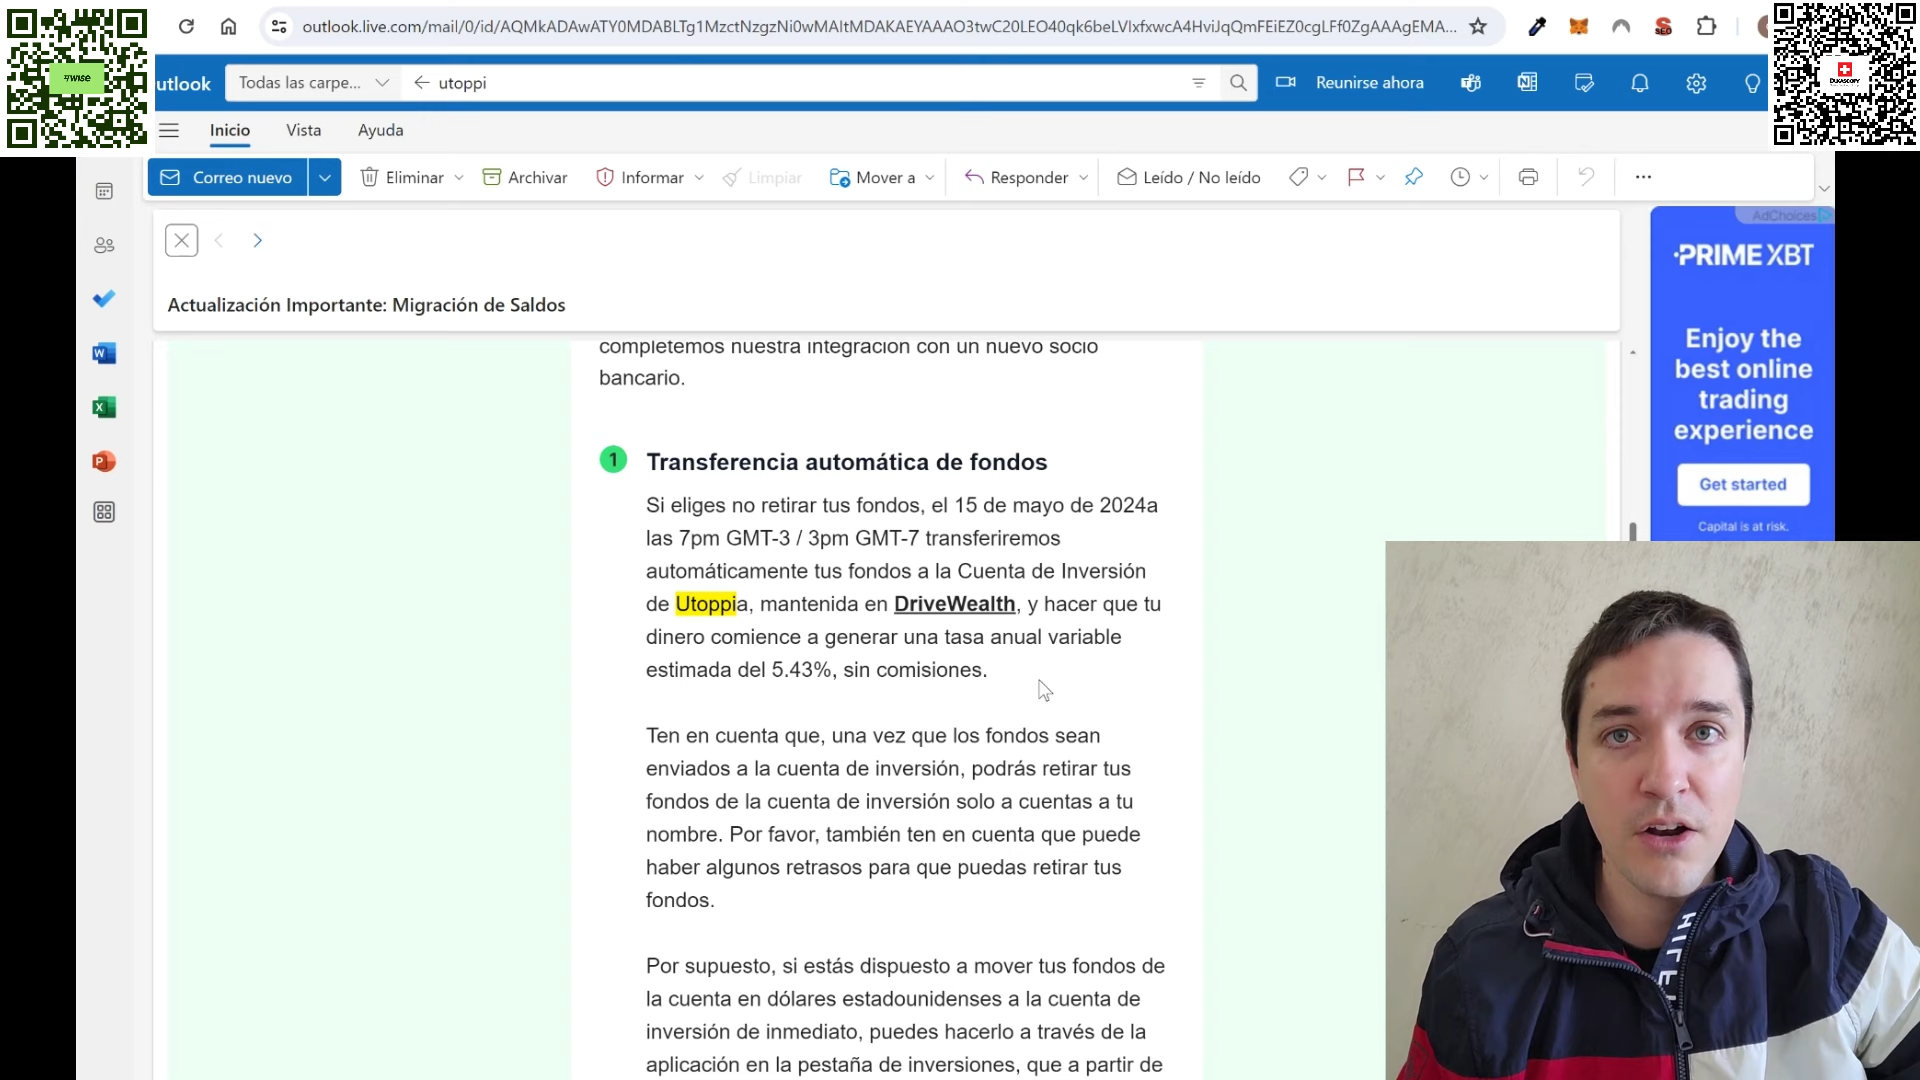 outlook.live.com/mail/0/id/AQMkADAwATY0MDABLTg1MzctNzgzNi0wMAItMDAKAEYAAAO3twC20LEO40qk6beLVIxfxwcA4HviJqQmFEiEZ0cgLFf0ZgAAAgEMA...
SEO
7WISE
DUKASCOPY
utlook
Todas las carpe...
utoppi
Reunirse ahora
Inicio
Vista
Ayuda
Correo nuevo
Eliminar
Archivar
Informar
Limpiar
Mover a
Responder
Leído / No leído
Actualización Importante: Migración de Saldos
completemos nuestra integración con un nuevo socio
bancario.
1
Transferencia automática de fondos
Si eliges no retirar tus fondos, el 15 de mayo de 2024a
las 7pm GMT-3 / 3pm GMT-7 transferiremos
automáticamente tus fondos a la Cuenta de Inversión
de Utoppia, mantenida en DriveWealth, y hacer que tu
dinero comience a generar una tasa anual variable
estimada del 5.43%, sin comisiones.
Ten en cuenta que, una vez que los fondos sean
enviados a la cuenta de inversión, podrás retirar tus
fondos de la cuenta de inversión solo a cuentas a tu
nombre. Por favor, también ten en cuenta que puede
haber algunos retrasos para que puedas retirar tus
fondos.
Por supuesto, si estás dispuesto a mover tus fondos de
la cuenta en dólares estadounidenses a la cuenta de
inversión de inmediato, puedes hacerlo a través de la
aplicación en la pestaña de inversiones, que a partir de
AdChoices
PRIME XBT
Enjoy the
best online
trading
experience
Get started
Capital is at risk.